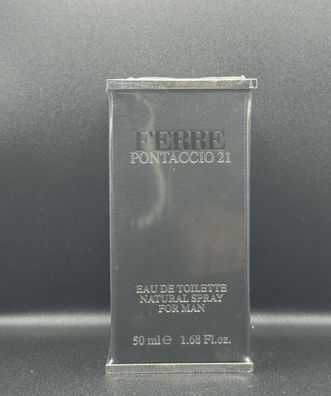 FERRE
PONTACCIO 21
EAU DE TOILETTE
NATURAL SPRAY
FOR MAN
50 ml ℮ 1.68 Fl.oz.